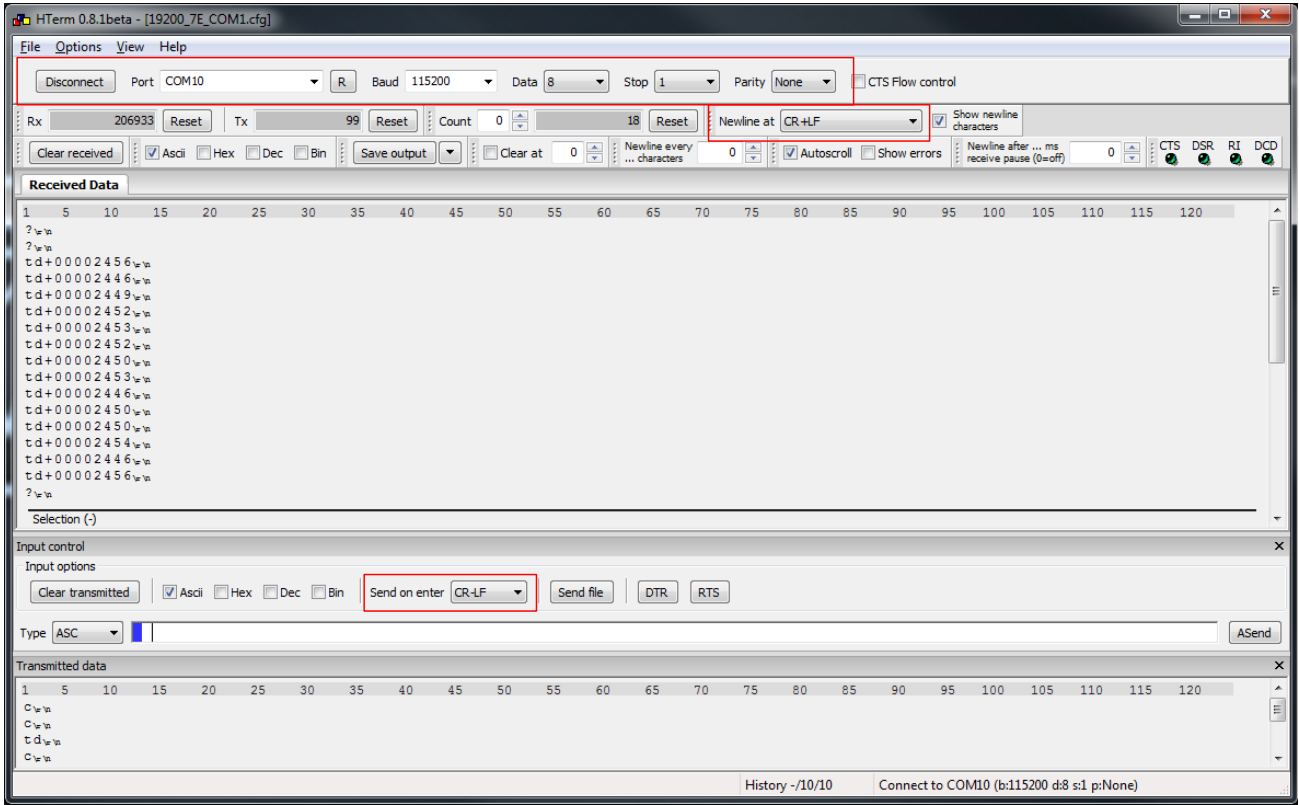 HTerm 0.8.1beta - [19200_7E_COM1.cfg]
File Options View Help
Disconnect Port COM10 R Baud 115200 Data 8 Stop 1 Parity None CTS Flow control
Rx 206933 Reset Tx 99 Reset Count 0 18 Reset Newline at CR+LF Show newline characters
Clear received Ascii Hex Dec Bin Save output Clear at 0 Newline every ... characters 0 Autoscroll Show errors Newline after ... ms receive pause (0=off) 0 CTS DSR RI DCD
Received Data
1 5 10 15 20 25 30 35 40 45 50 55 60 65 70 75 80 85 90 95 100 105 110 115 120
?\r\n
?\r\n
td+00002456\r\n
td+00002446\r\n
td+00002449\r\n
td+00002452\r\n
td+00002453\r\n
td+00002452\r\n
td+00002450\r\n
td+00002453\r\n
td+00002446\r\n
td+00002450\r\n
td+00002450\r\n
td+00002454\r\n
td+00002446\r\n
td+00002456\r\n
?\r\n
Selection (-)
Input control
Input options
Clear transmitted Ascii Hex Dec Bin Send on enter CR-LF Send file DTR RTS
Type ASC ASend
Transmitted data
1 5 10 15 20 25 30 35 40 45 50 55 60 65 70 75 80 85 90 95 100 105 110 115 120
c\r\n
c\r\n
td\r\n
c\r\n
History -/10/10 Connect to COM10 (b:115200 d:8 s:1 p:None)